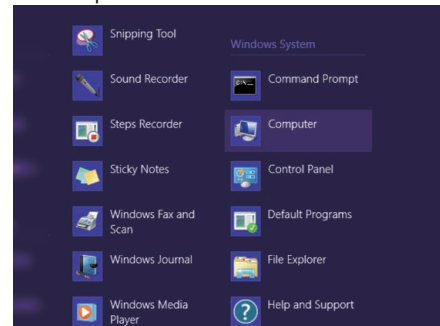 Snipping Tool
Sound Recorder
Steps Recorder
Sticky Notes
Windows Fax and
Scan
Windows Journal
Windows Media
Player
Windows System
Command Prompt
Computer
Control Panel
Default Programs
File Explorer
Help and Support